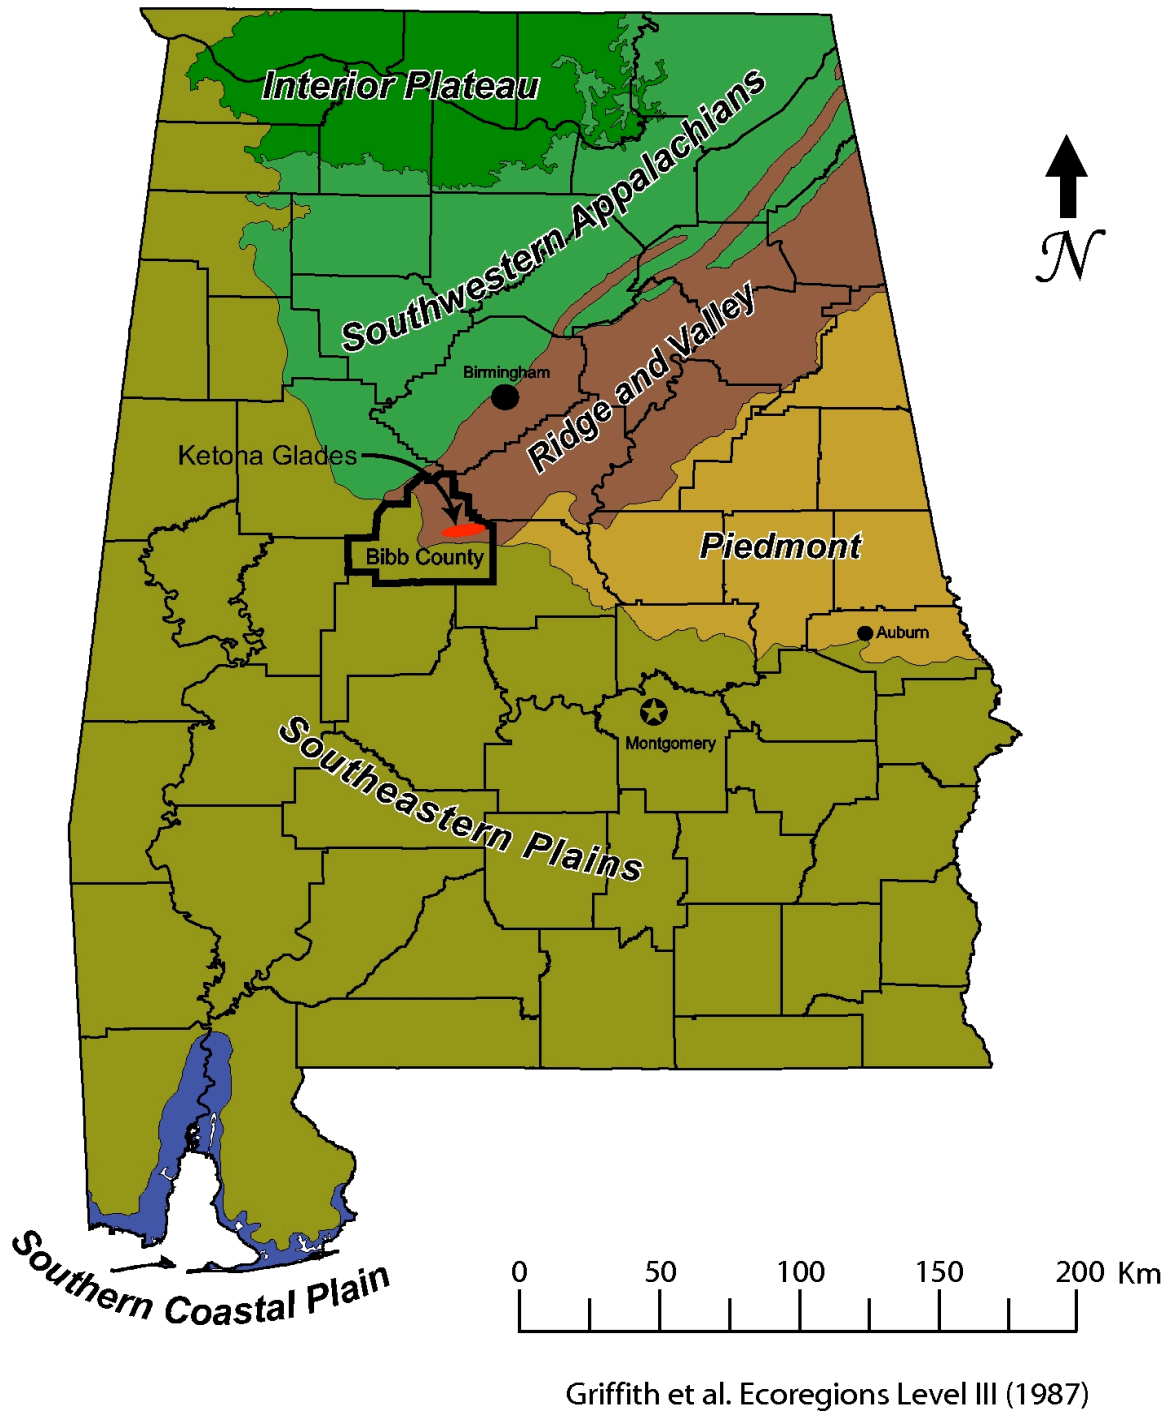 Interior Plateau
Southwestern Appalachians
N
Ridge and Valley
Birmingham
Ketona Glades
Bibb County
Piedmont
Auburn
Montgomery
Southeastern Plains
Southern Coastal Plain
0 50 100 150 200 Km
Griffith et al. Ecoregions Level III (1987)